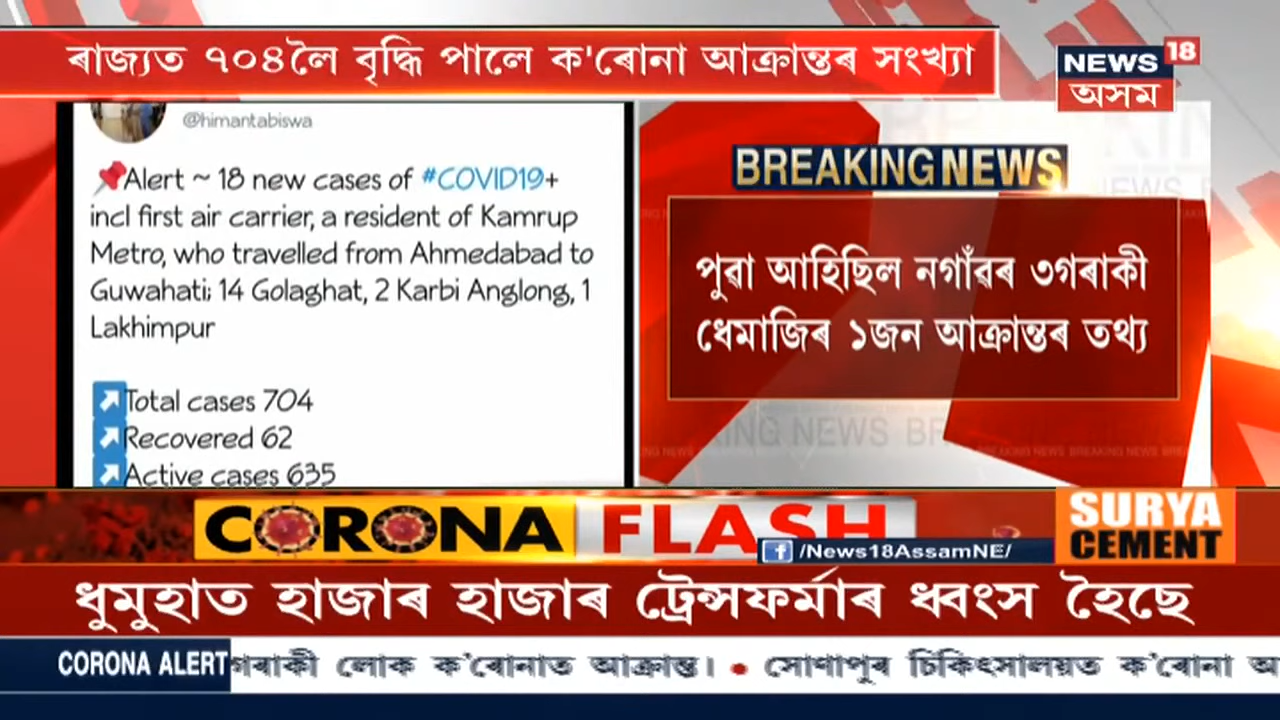 ৰাজ্যত ৭০৪লৈ বৃদ্ধি পালে ক'ৰোনা আক্ৰান্তৰ সংখ্যা
NEWS 18
অসম
@himantabiswa
📌Alert ~ 18 new cases of #COVID19+
incl first air carrier, a resident of Kamrup
Metro, who travelled from Ahmedabad to
Guwahati; 14 Golaghat, 2 Karbi Anglong, 1
Lakhimpur
↗Total cases 704
↗Recovered 62
↗Active cases 635
BREAKING NEWS
পুৱা আহিছিল নগাঁৱৰ ৩গৰাকী
ধেমাজিৰ ১জন আক্ৰান্তৰ তথ্য
CORONA FLASH
/News18AssamNE/
SURYA
CEMENT
ধুমুহাত হাজাৰ হাজাৰ ট্ৰেন্সফৰ্মাৰ ধ্বংস হৈছে
CORONA ALERT
গৰাকী লোক ক'ৰোনাত আক্ৰান্ত। • সোণাপুৰ চিকিৎসালয়ত ক'ৰোনা